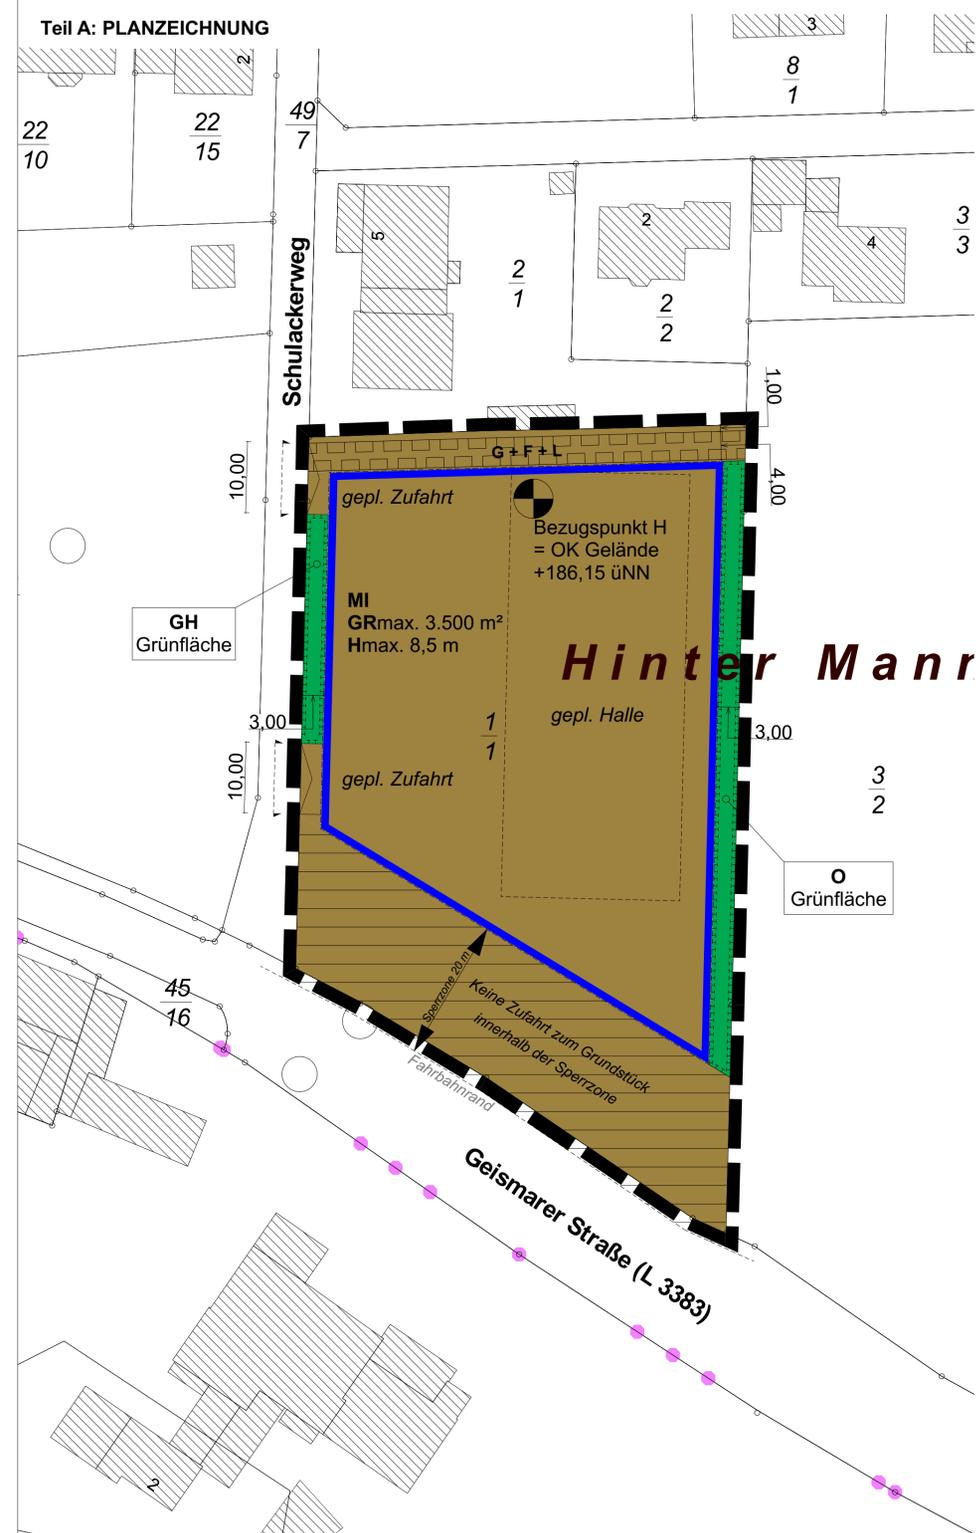 Teil A: PLANZEICHNUNG
2
3
8
1
22
10
22
15
49
7
5
2
1
2
2
2
4
3
3
Schulackerweg
1,00
G + F + L
10,00
4,00
gepl. Zufahrt
Bezugspunkt H
= OK Gelände
+186,15 üNN
MI
GRmax. 3.500 m²
Hmax. 8,5 m
GH
Grünfläche
Hinter Mann
gepl. Halle
3,00
1
1
3,00
10,00
gepl. Zufahrt
3
2
O
Grünfläche
Sperrzone 20 m
Keine Zufahrt zum Grundstück
innerhalb der Sperrzone
45
16
Fahrbahnrand
Geismarer Straße (L 3383)
2